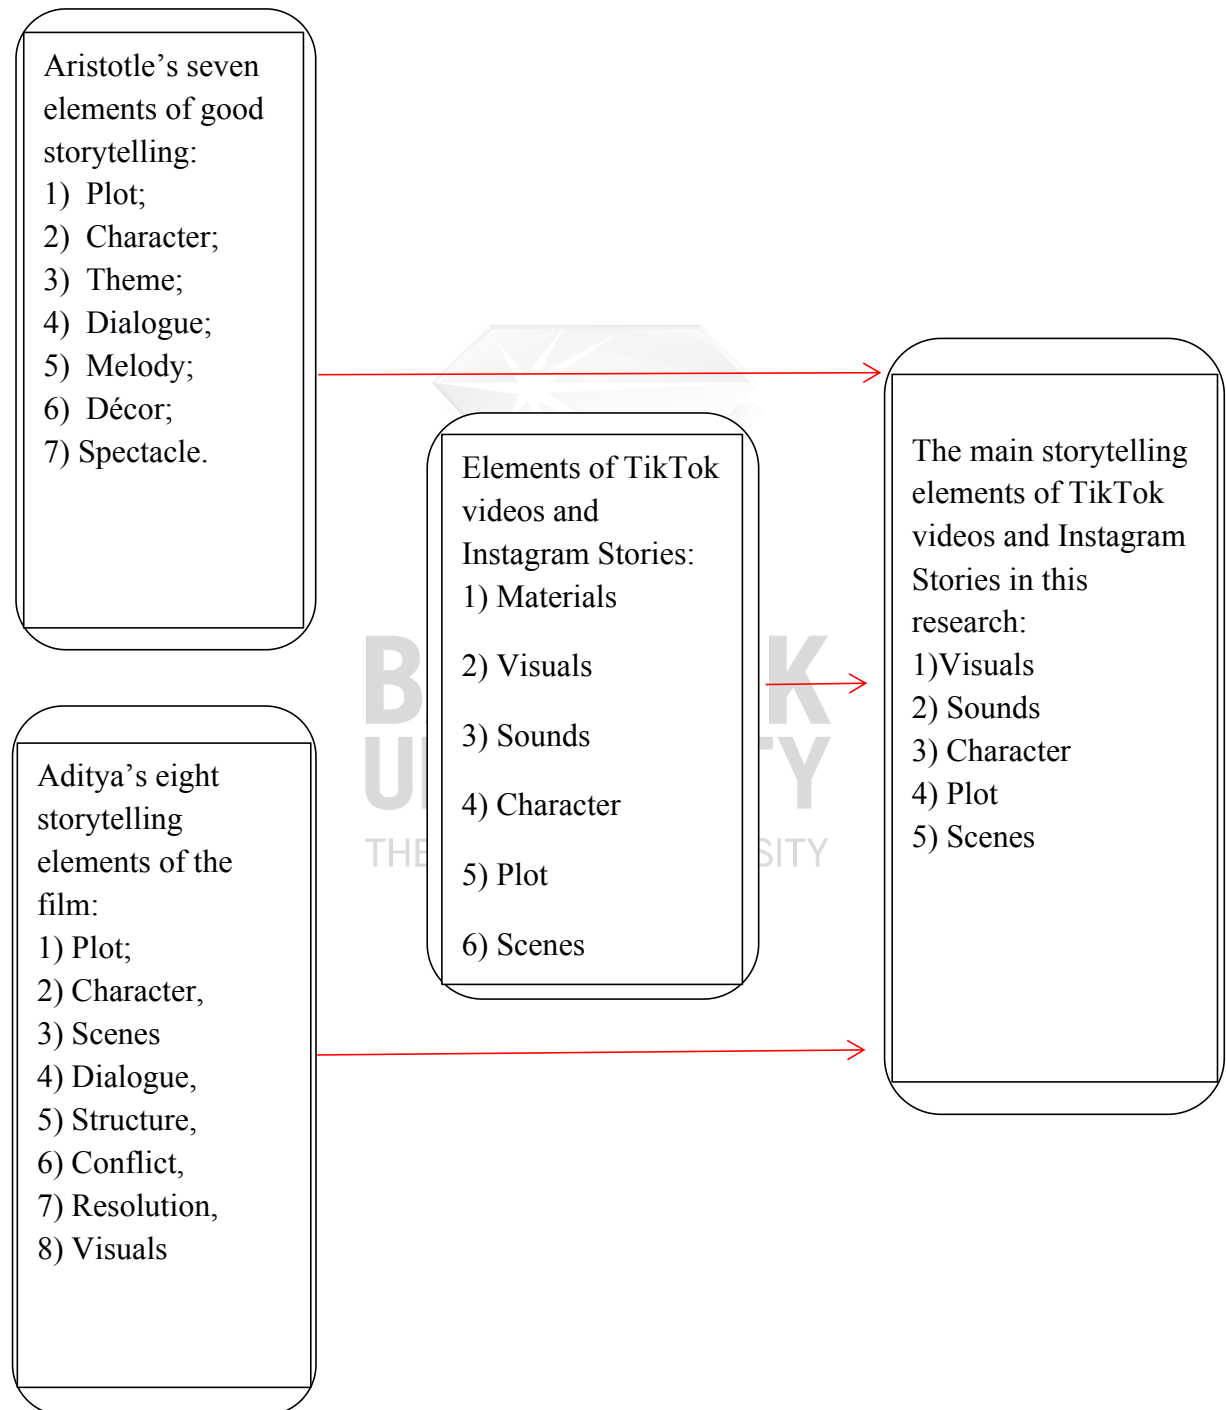 Aristotle’s seven
elements of good
storytelling:
1) Plot;
2) Character;
3) Theme;
4) Dialogue;
5) Melody;
6) Décor;
7) Spectacle.
Aditya’s eight
storytelling
elements of the
film:
1) Plot;
2) Character,
3) Scenes
4) Dialogue,
5) Structure,
6) Conflict,
7) Resolution,
8) Visuals
Elements of TikTok
videos and
Instagram Stories:
1) Materials
2) Visuals
3) Sounds
4) Character
5) Plot
6) Scenes
The main storytelling
elements of TikTok
videos and Instagram
Stories in this
research:
1)Visuals
2) Sounds
3) Character
4) Plot
5) Scenes